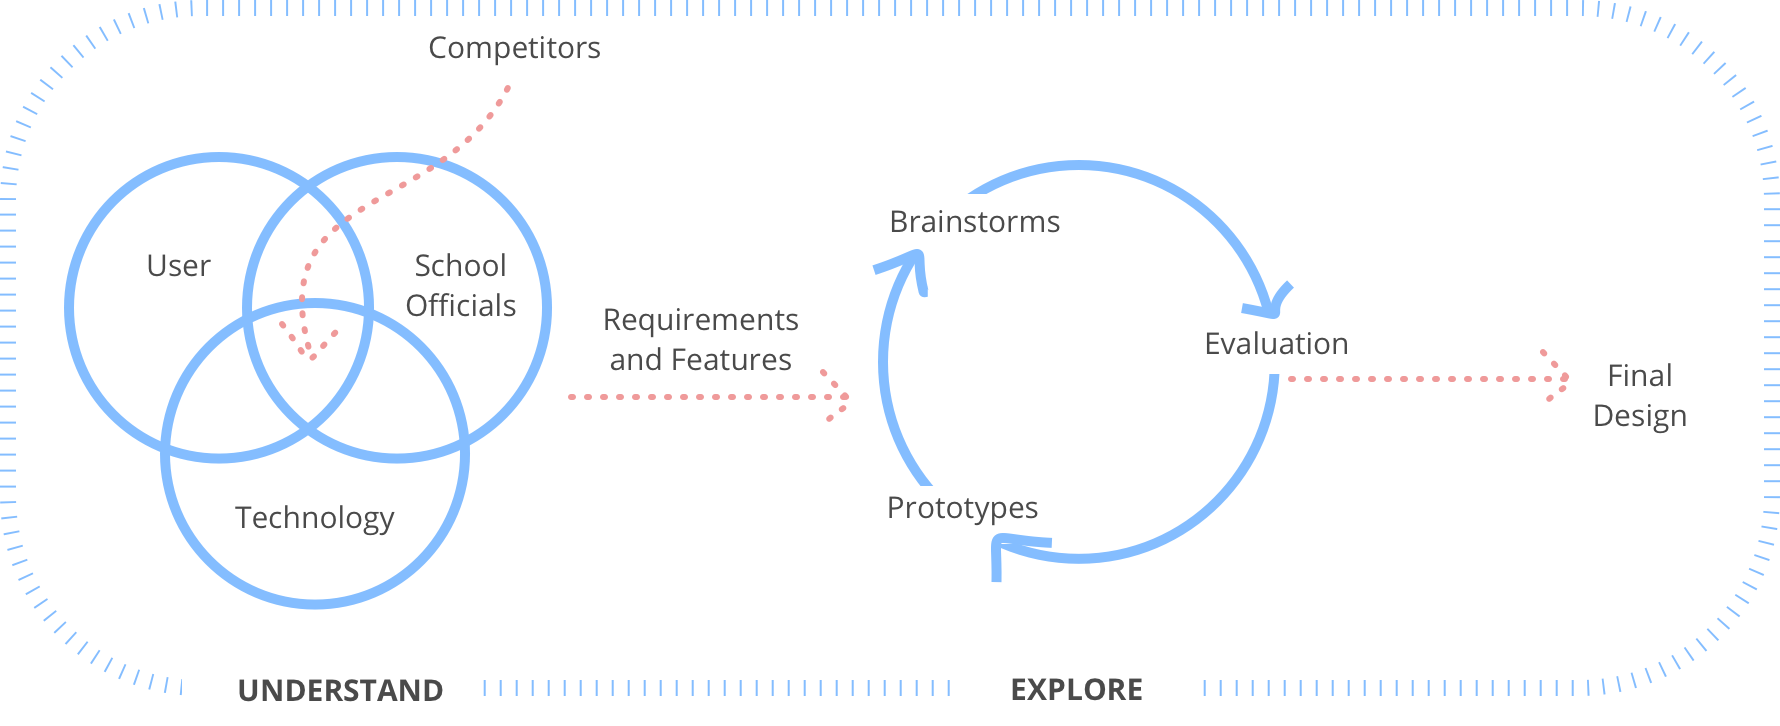 Competitors
User
School
Officials
Technology
Requirements
and Features
Brainstorms
Evaluation
Prototypes
Final
Design
UNDERSTAND
EXPLORE